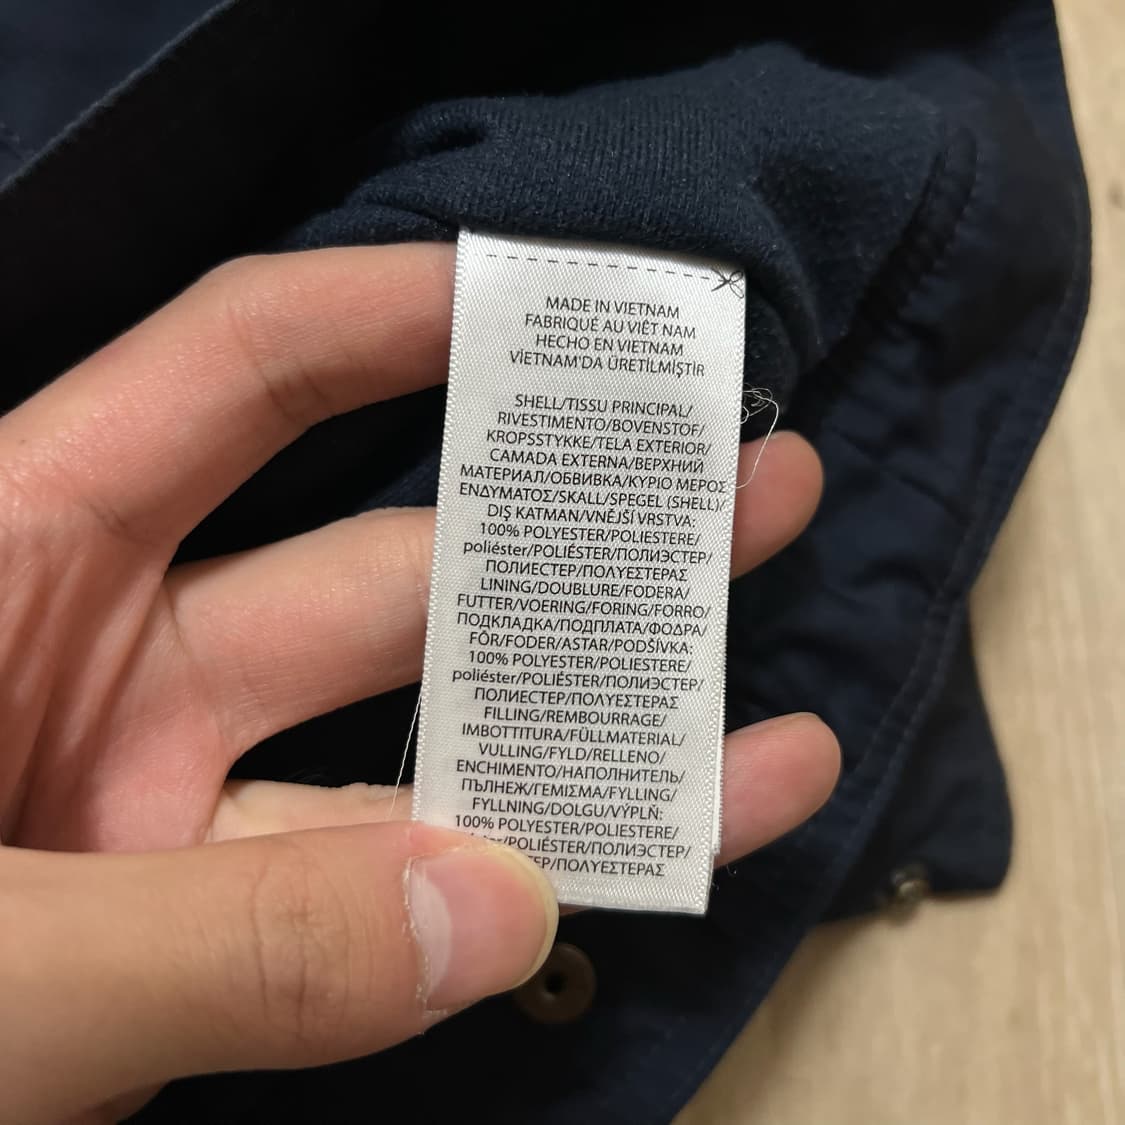 MADE IN VIETNAM
FABRIQUÉ AU VIÊT NAM
HECHO EN VIETNAM
VİETNAM'DA ÜRETİLMİŞTİR
SHELL/TISSU PRINCIPAL/
RIVESTIMENTO/BOVENSTOF/
KROPSSTYKKE/TELA EXTERIOR/
CAMADA EXTERNA/ВЕРХНИЙ
МАТЕРИАЛ/ОБВИВКА/ΚΥΡΙΟ ΜΕΡΟΣ
ΕΝΔΥΜΑΤΟΣ/SKALL/SPEGEL (SHELL)/
DIŞ KATMAN/VNĚJŠÍ VRSTVA:
100% POLYESTER/POLIESTERE/
poliéster/POLIÉSTER/ПОЛИЭСТЕР/
ПОЛИЕСТЕР/ΠΟΛΥΕΣΤΕΡΑΣ
LINING/DOUBLURE/FODERA/
FUTTER/VOERING/FORING/FORRO/
ПОДКЛАДКА/ПОДПЛАТА/ΦΟΔΡΑ/
FÔR/FODER/ASTAR/PODŠÍVKA:
100% POLYESTER/POLIESTERE/
poliéster/POLIÉSTER/ПОЛИЭСТЕР/
ПОЛИЕСТЕР/ΠΟΛΥΕΣΤΕΡΑΣ
FILLING/REMBOURRAGE/
IMBOTTITURA/FÜLLMATERIAL/
VULLING/FYLD/RELLENO/
ENCHIMENTO/НАПОЛНИТЕЛЬ/
ПЪЛНЕЖ/ΓΕΜΙΣΜΑ/FYLLING/
FYLLNING/DOLGU/VÝPLŇ:
100% POLYESTER/POLIESTERE/
/POLIÉSTER/ПОЛИЭСТЕР/
/ΠΟΛΥΕΣΤΕΡΑΣ